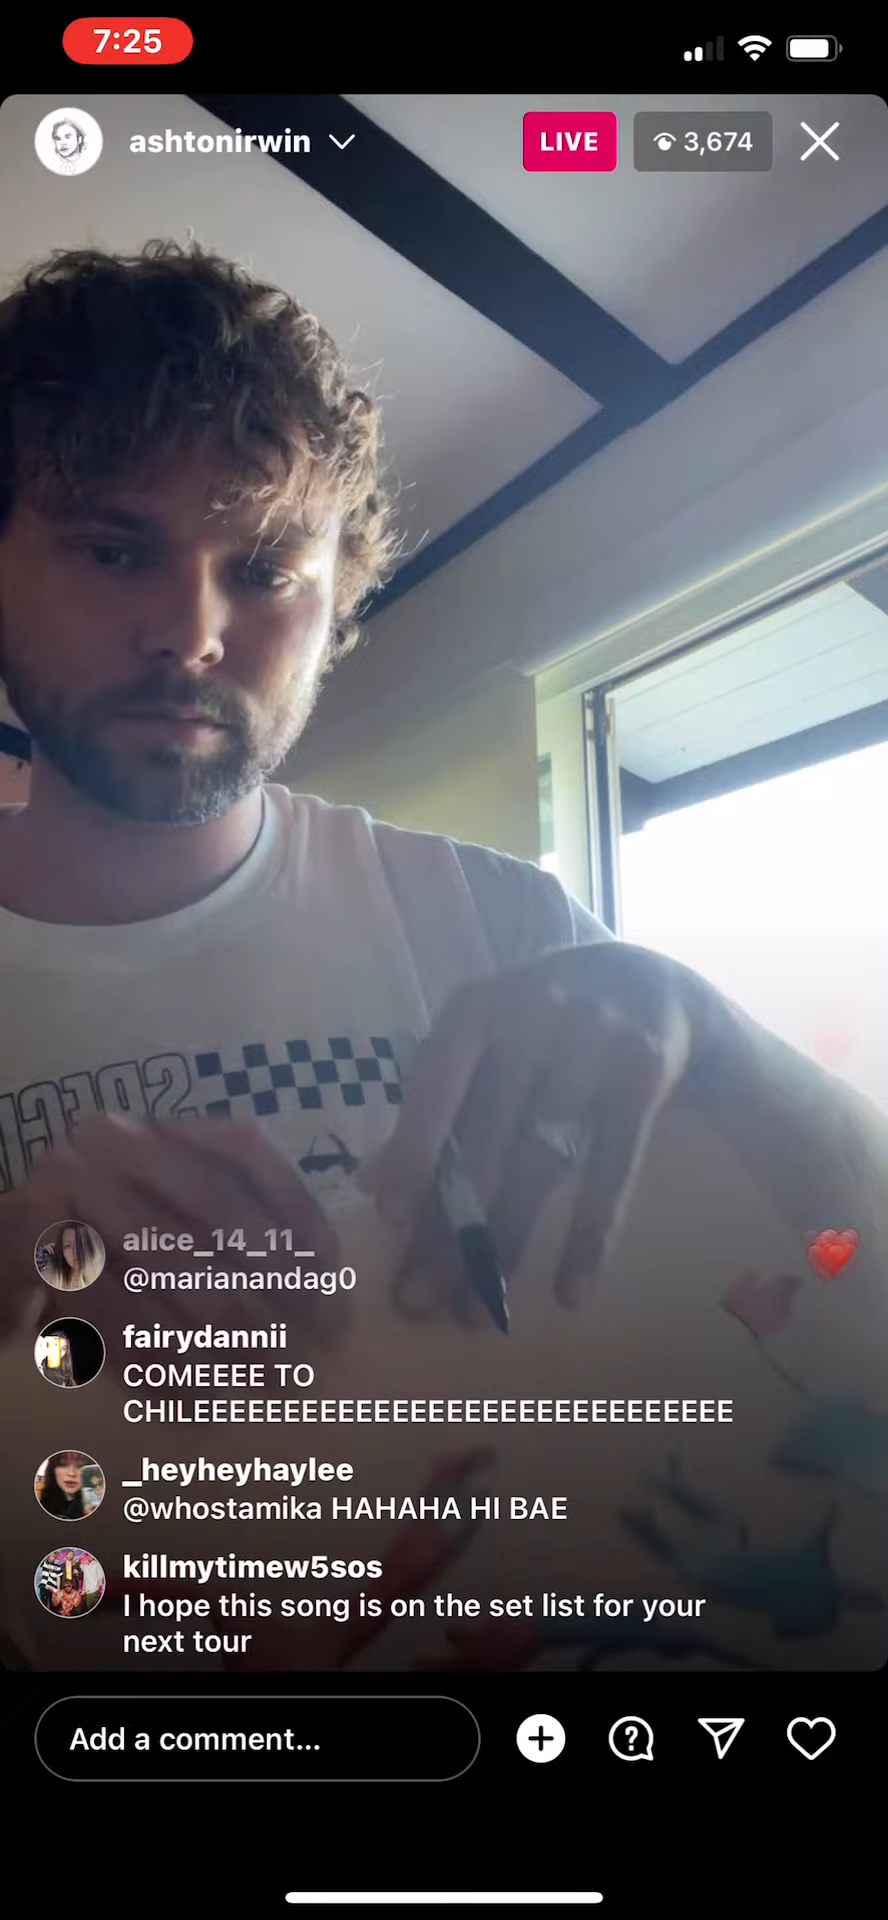 7:25
ashtonirwin
LIVE
3,674
alice_14_11_
@marianandag0
fairydannii
COMEEEE TO
CHILEEEEEEEEEEEEEEEEEEEEEEEEEEEEEEE
_heyheyhaylee
@whostamika HAHAHA HI BAE
killmytimew5sos
I hope this song is on the set list for your
next tour
Add a comment...